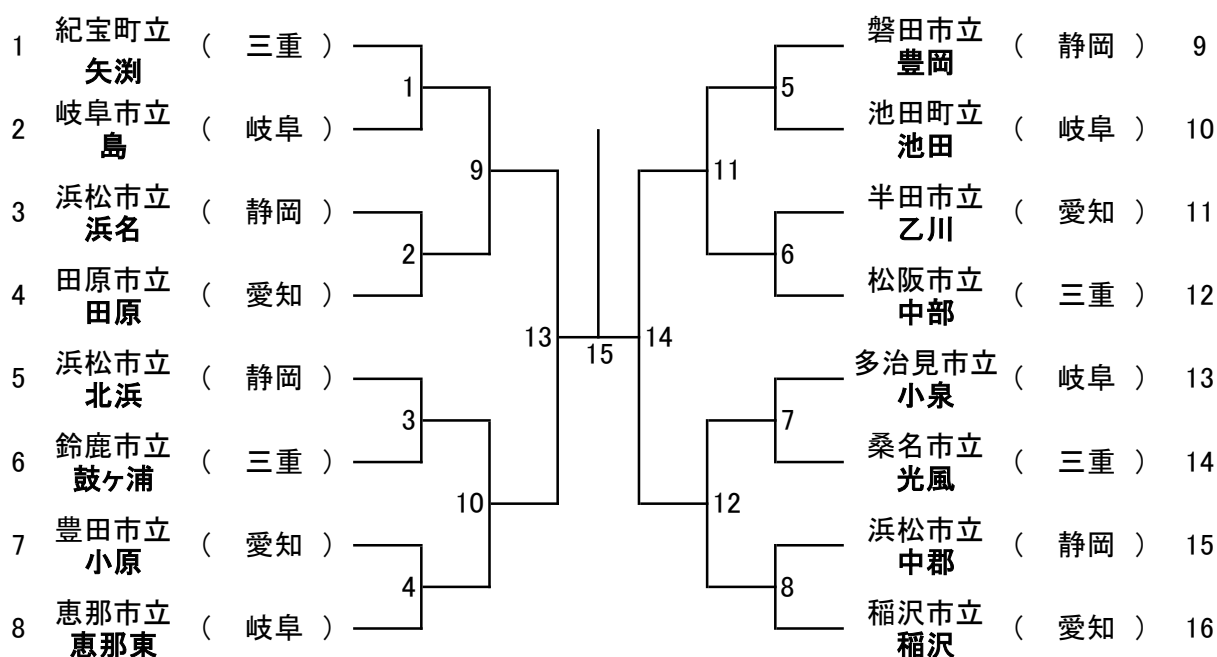 1 紀宝町立 矢渕 ( 三重 )
2 岐阜市立 島 ( 岐阜 )
3 浜松市立 浜名 ( 静岡 )
4 田原市立 田原 ( 愛知 )
5 浜松市立 北浜 ( 静岡 )
6 鈴鹿市立 鼓ヶ浦 ( 三重 )
7 豊田市立 小原 ( 愛知 )
8 恵那市立 恵那東 ( 岐阜 )
1
2
3
4
9
10
13
15
14
11
12
5
6
7
8
磐田市立 豊岡 ( 静岡 ) 9
池田町立 池田 ( 岐阜 ) 10
半田市立 乙川 ( 愛知 ) 11
松阪市立 中部 ( 三重 ) 12
多治見市立 小泉 ( 岐阜 ) 13
桑名市立 光風 ( 三重 ) 14
浜松市立 中郡 ( 静岡 ) 15
稲沢市立 稲沢 ( 愛知 ) 16